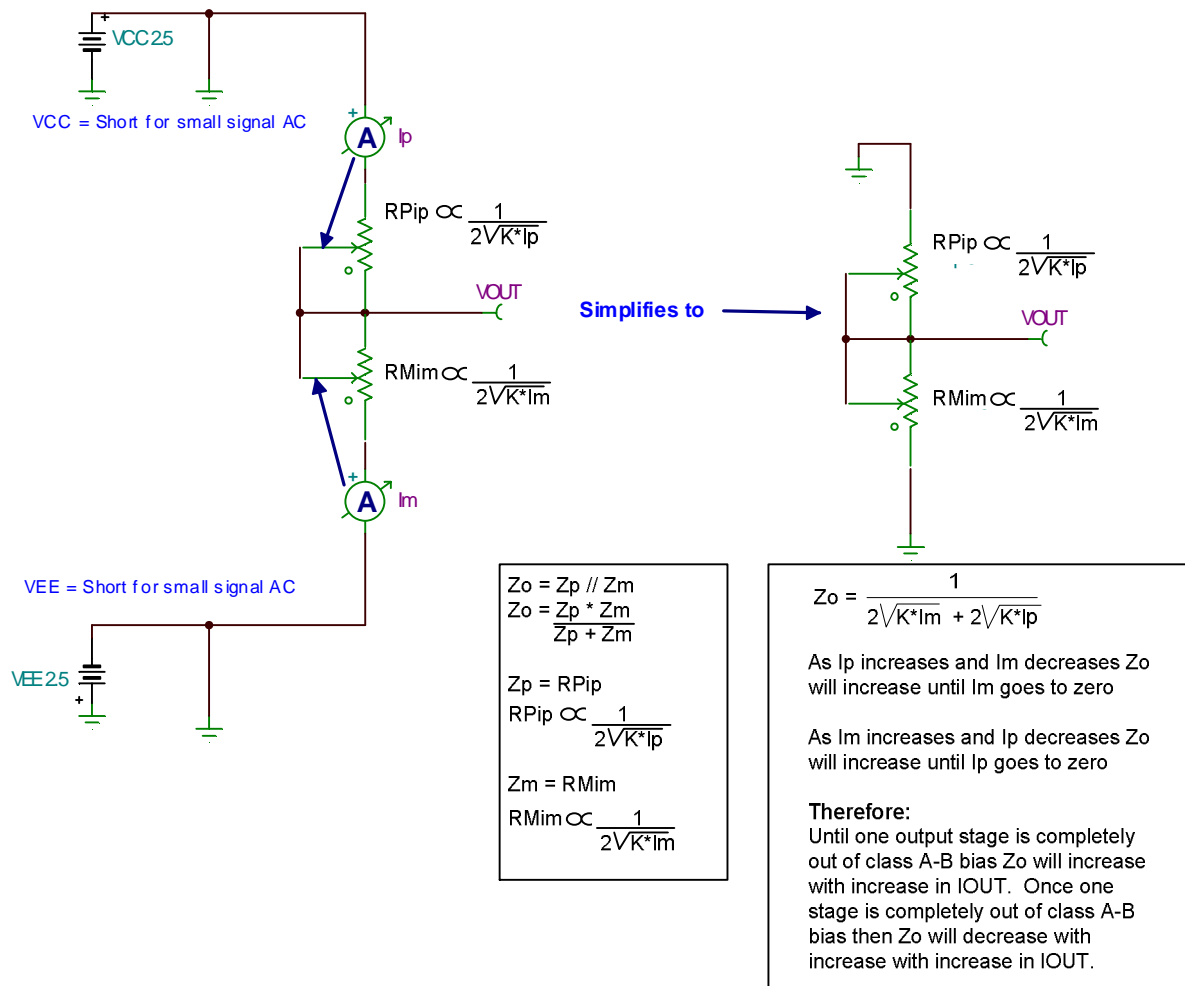 +
VCC 2.5
VCC = Short for small signal AC
+
A
Ip
RPip ∝ 1
2√K*Ip
VOUT
RMim ∝ 1
2√K*Im
+
A
Im
VEE = Short for small signal AC
VEE 2.5
+
Simplifies to
RPip ∝ 1
2√K*Ip
VOUT
RMim ∝ 1
2√K*Im
Zo = Zp // Zm
Zo = Zp * Zm
Zp + Zm
Zp = RPip
RPip ∝ 1
2√K*Ip
Zm = RMim
RMim ∝ 1
2√K*Im
Zo = 1
2√K*Im + 2√K*Ip
As Ip increases and Im decreases Zo
will increase until Im goes to zero
As Im increases and Ip decreases Zo
will increase until Ip goes to zero
Therefore:
Until one output stage is completely
out of class A-B bias Zo will increase
with increase in IOUT. Once one
stage is completely out of class A-B
bias then Zo will decrease with
increase with increase in IOUT.